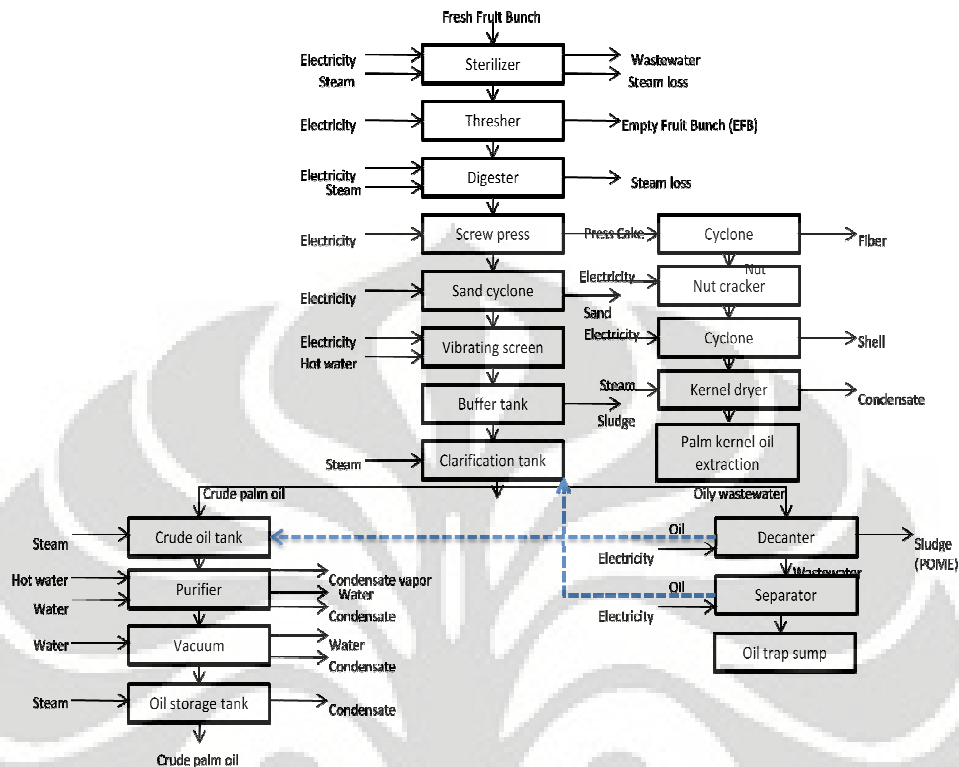 Fresh Fruit Bunch
Electricity
Steam
Sterilizer
Wastewater
Steam loss
Electricity
Thresher
Empty Fruit Bunch (EFB)
Electricity
Steam
Digester
Steam loss
Electricity
Screw press
Press Cake
Cyclone
Fiber
Nut
Electricity
Sand cyclone
Sand
Electricity
Nut cracker
Electricity
Hot water
Vibrating screen
Electricity
Cyclone
Shell
Buffer tank
Sludge
Steam
Kernel dryer
Condensate
Steam
Clarification tank
Palm kernel oil
extraction
Crude palm oil
Oily wastewater
Steam
Crude oil tank
Oil
Electricity
Decanter
Sludge
(POME)
Wastewater
Hot water
Water
Purifier
Condensate vapor
Water
Condensate
Oil
Electricity
Separator
Water
Vacuum
Water
Condensate
Oil trap sump
Steam
Oil storage tank
Condensate
Crude palm oil